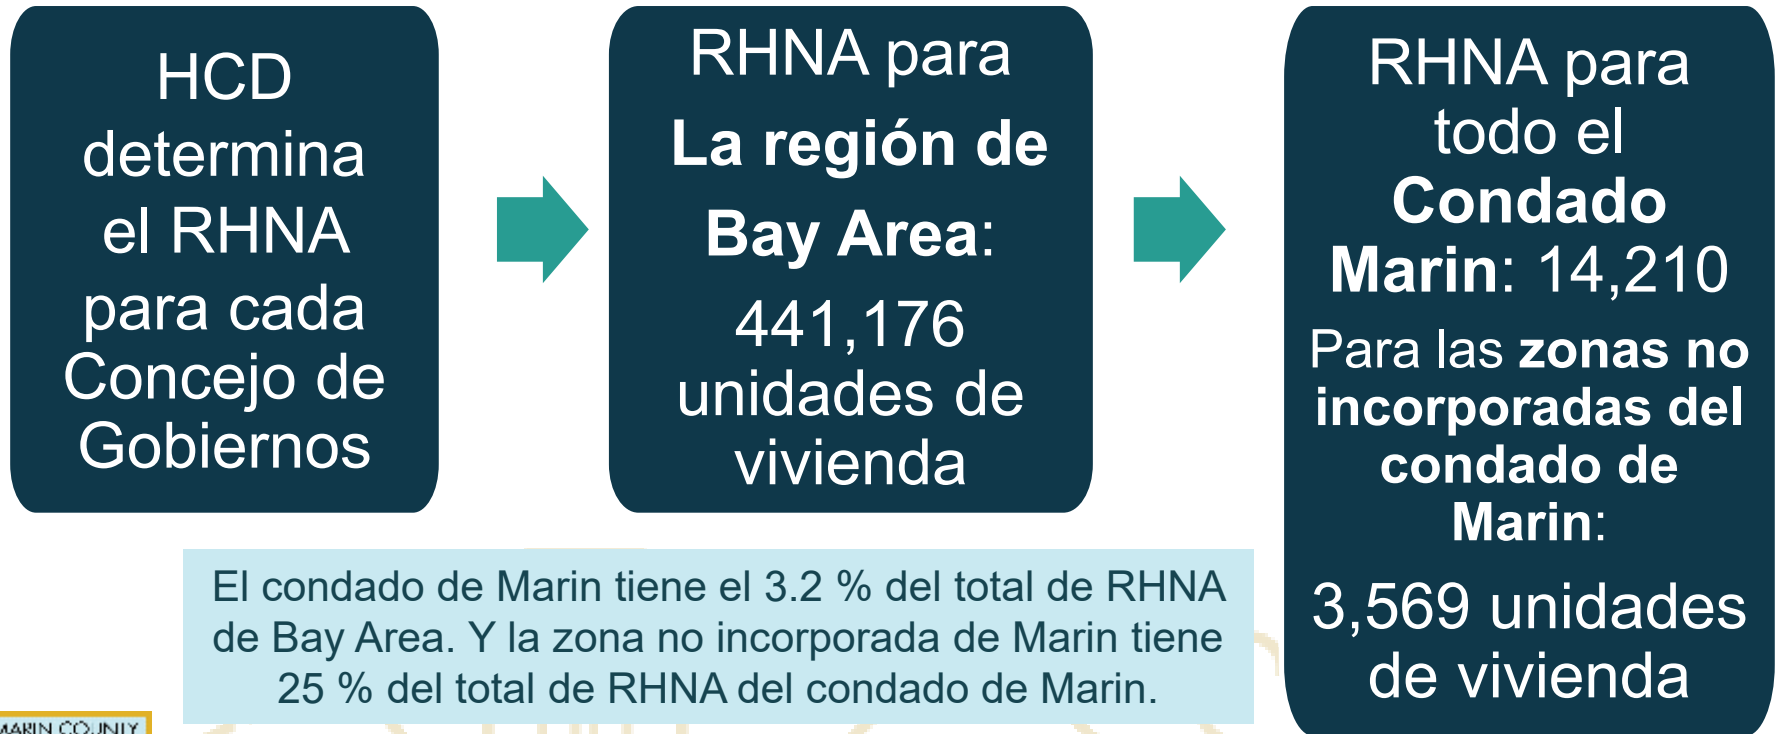 HCD
determina
el RHNA
para cada
Concejo de
Gobiernos
RHNA para
La región de
Bay Area:
441,176
unidades de
vivienda
RHNA para
todo el
Condado
Marin: 14,210
Para las zonas no
incorporadas del
condado de
Marin:
3,569 unidades
de vivienda
El condado de Marin tiene el 3.2 % del total de RHNA
de Bay Area. Y la zona no incorporada de Marin tiene
25 % del total de RHNA del condado de Marin.
MARIN COUNTY